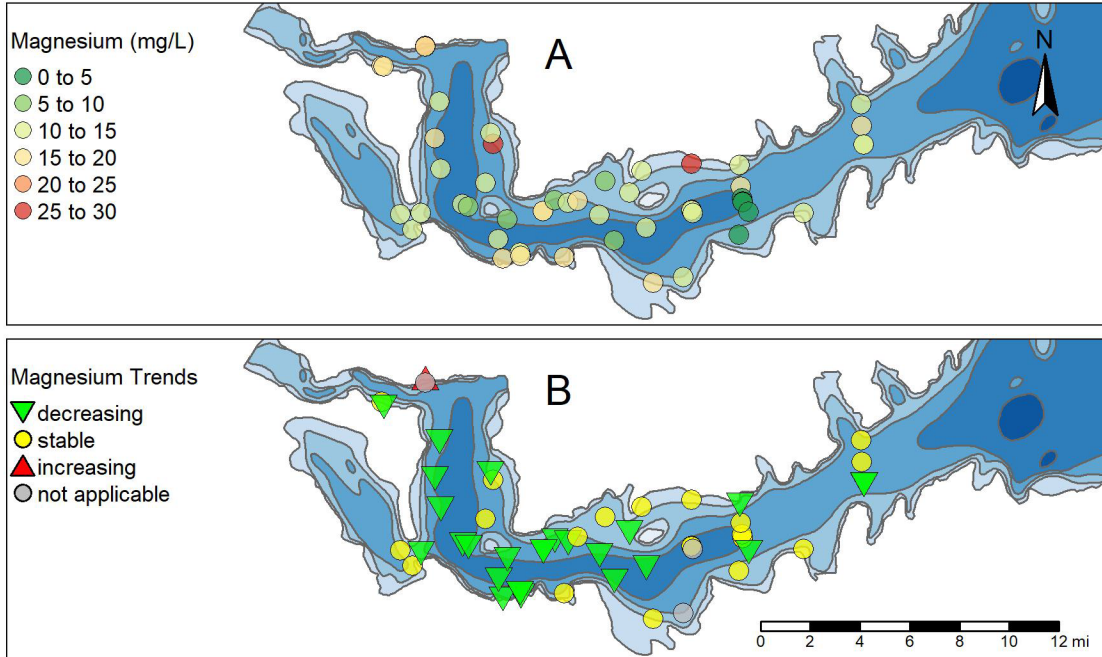 Magnesium (mg/L)
0 to 5
5 to 10
10 to 15
15 to 20
20 to 25
25 to 30
A
N
Magnesium Trends
decreasing
stable
increasing
not applicable
B
0 2 4 6 8 10 12 mi